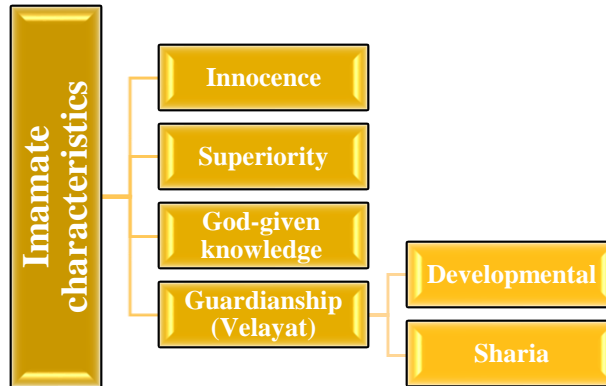 Imamate
characteristics
Innocence
Superiority
God-given
knowledge
Guardianship
(Velayat)
Developmental
Sharia